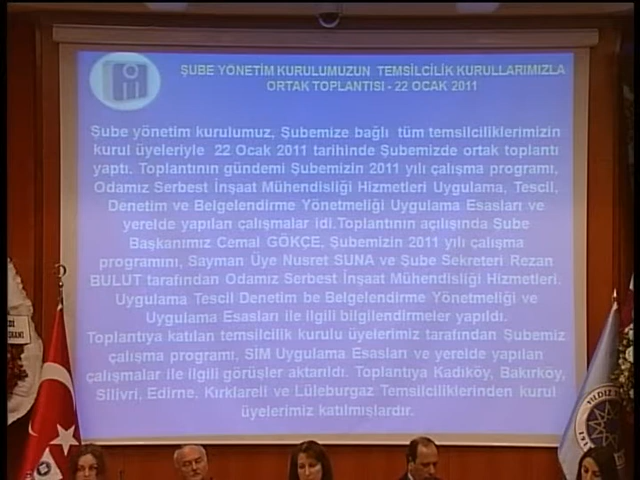 ŞUBE YÖNETİM KURULUMUZUN TEMSİLCİLİK KURULLARIMIZLA
ORTAK TOPLANTISI - 22 OCAK 2011
Şube yönetim kurulumuz, Şubemize bağlı tüm temsilciliklerimizin
kurul üyeleriyle 22 Ocak 2011 tarihinde Şubemizde ortak toplantı
yaptı. Toplantının gündemi Şubemizin 2011 yılı çalışma programı,
Odamız Serbest İnşaat Mühendisliği Hizmetleri Uygulama, Tescil,
Denetim ve Belgelendirme Yönetmeliği Uygulama Esasları ve
yerelde yapılan çalışmalar idi.Toplantının açılışında Şube
Başkanımız Cemal GÖKÇE, Şubemizin 2011 yılı çalışma
programını, Sayman Üye Nusret SUNA ve Şube Sekreteri Rezan
BULUT tarafından Odamız Serbest İnşaat Mühendisliği Hizmetleri.
Uygulama Tescil Denetim be Belgelendirme Yönetmeliği ve
Uygulama Esasları ile ilgili bilgilendirmeler yapıldı.
Toplantıya katılan temsilcilik kurulu üyelerimiz tarafından Şubemiz
çalışma programı, SİM Uygulama Esasları ve yerelde yapılan
çalışmalar ile ilgili görüşler aktarıldı. Toplantıya Kadıköy, Bakırköy,
Silivri, Edirne, Kırklareli ve Lüleburgaz Temsilciliklerinden kurul
üyelerimiz katılmışlardır.
YILDIZ